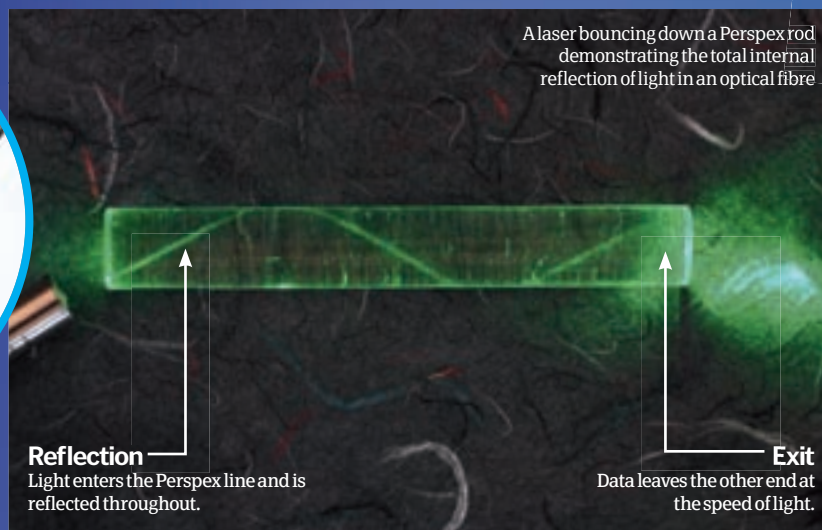 A laser bouncing down a Perspex rod
demonstrating the total internal
reflection of light in an optical fibre
Reflection
Light enters the Perspex line and is
reflected throughout.
Exit
Data leaves the other end at
the speed of light.